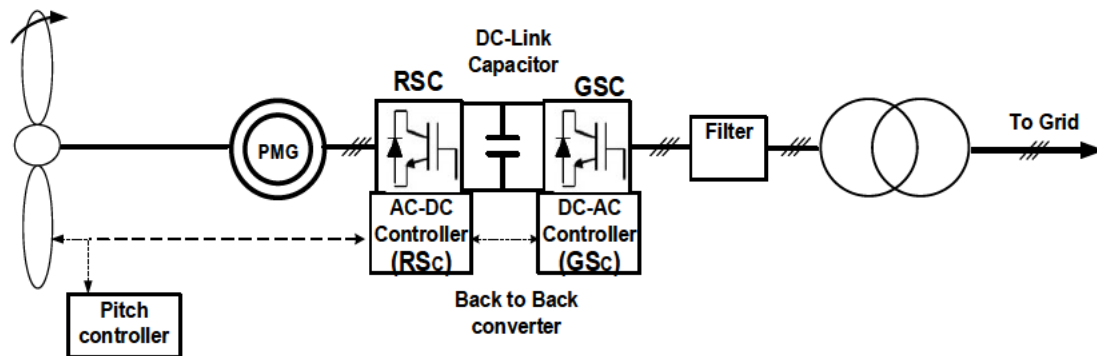 DC-Link
Capacitor
RSC
GSC
PMG
Filter
To Grid
AC-DC
Controller
(RSC)
DC-AC
Controller
(GSC)
Back to Back
converter
Pitch
controller